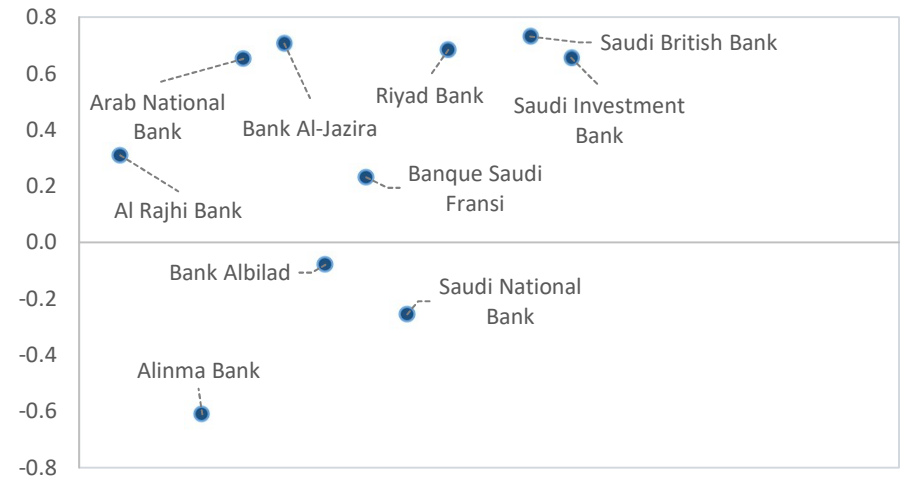 0.8
0.6
0.4
0.2
0.0
-0.2
-0.4
-0.6
-0.8
Saudi British Bank
Arab National
Bank
Bank Al-Jazira
Riyad Bank
Saudi Investment
Bank
Al Rajhi Bank
Banque Saudi
Fransi
Bank Albilad
Saudi National
Bank
Alinma Bank